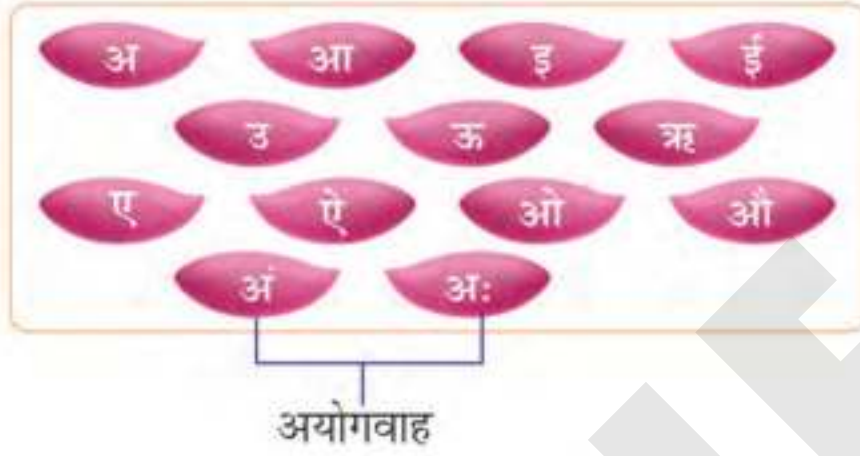 अ आ इ ई
उ ऊ ऋ
ए ऐ ओ औ
अं अः
अयोगवाह